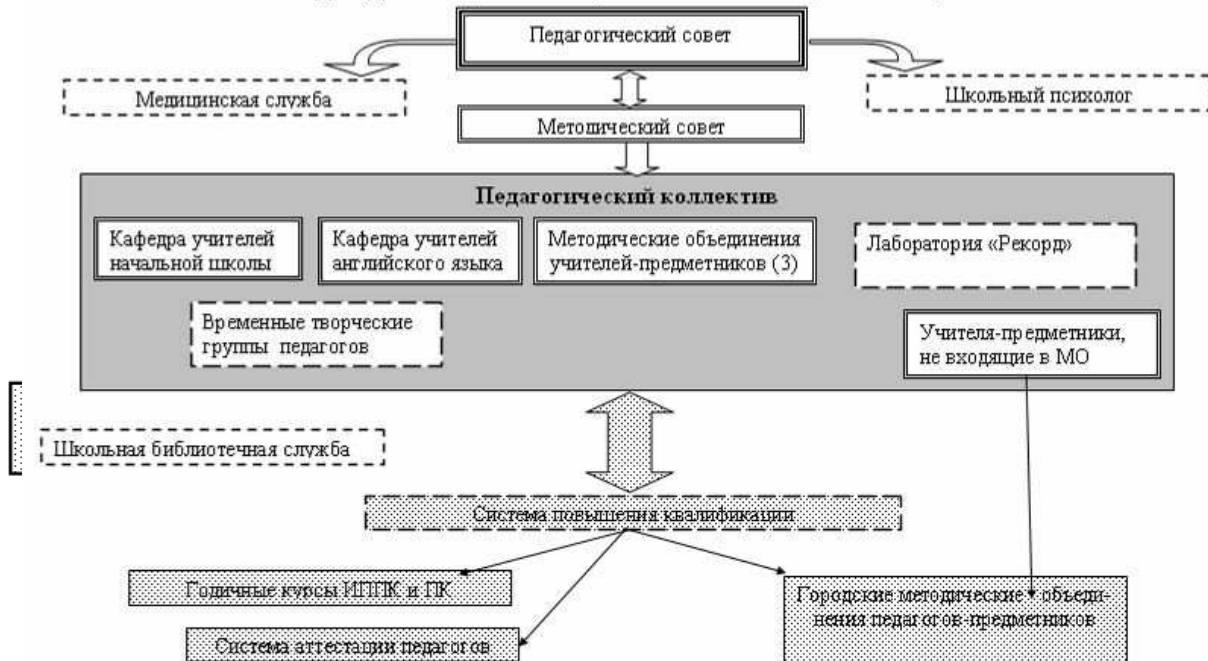 Педагогический совет
Медицинская служба
Школьный психолог
Методический совет
Педагогический коллектив
Кафедра учителей
начальной школы
Кафедра учителей
английского языка
Методические объединения
учителей-предметников (3)
Лаборатория «Рекорд»
Временные творческие
группы педагогов
Учителя-предметники,
не входящие в МО
Школьная библиотечная служба
Система повышения квалификации
Годичные курсы ИППК и ПК
Система аттестации педагогов
Городские методические объеди-
нения педагогов-предметников